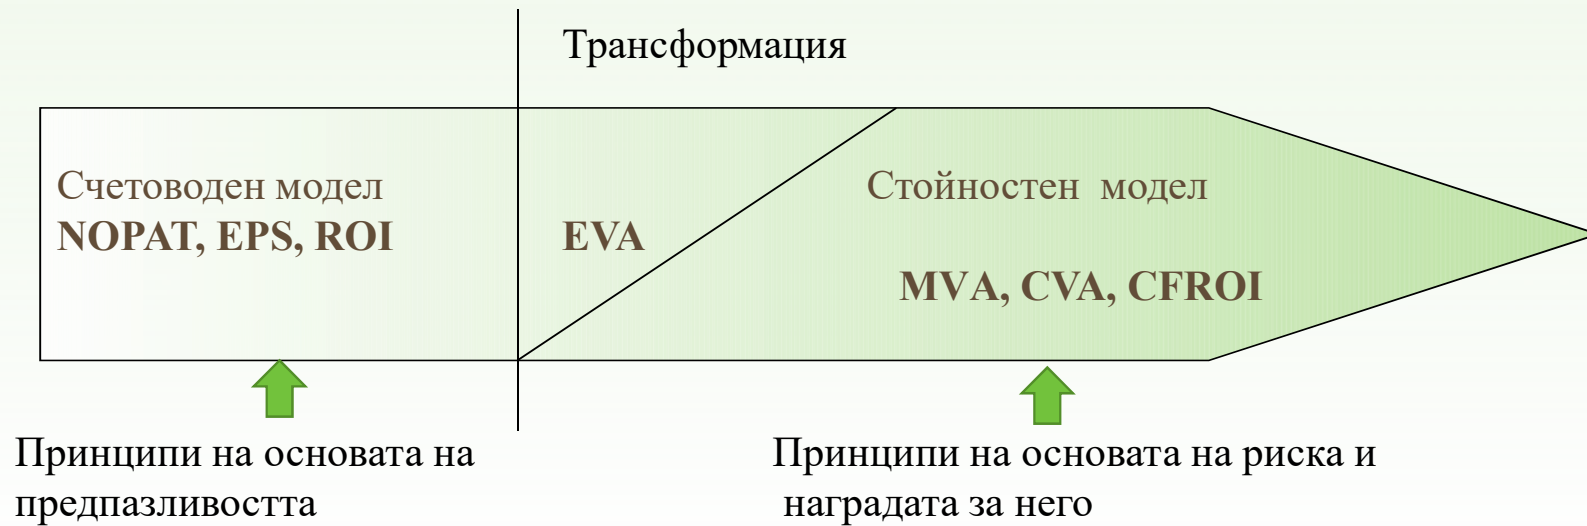 Трансформация
Счетоводен модел
NOPAT, EPS, ROI
EVA
Стойностен модел
MVA, CVA, CFROI
Принципи на основата на
предпазливостта
Принципи на основата на риска и
наградата за него